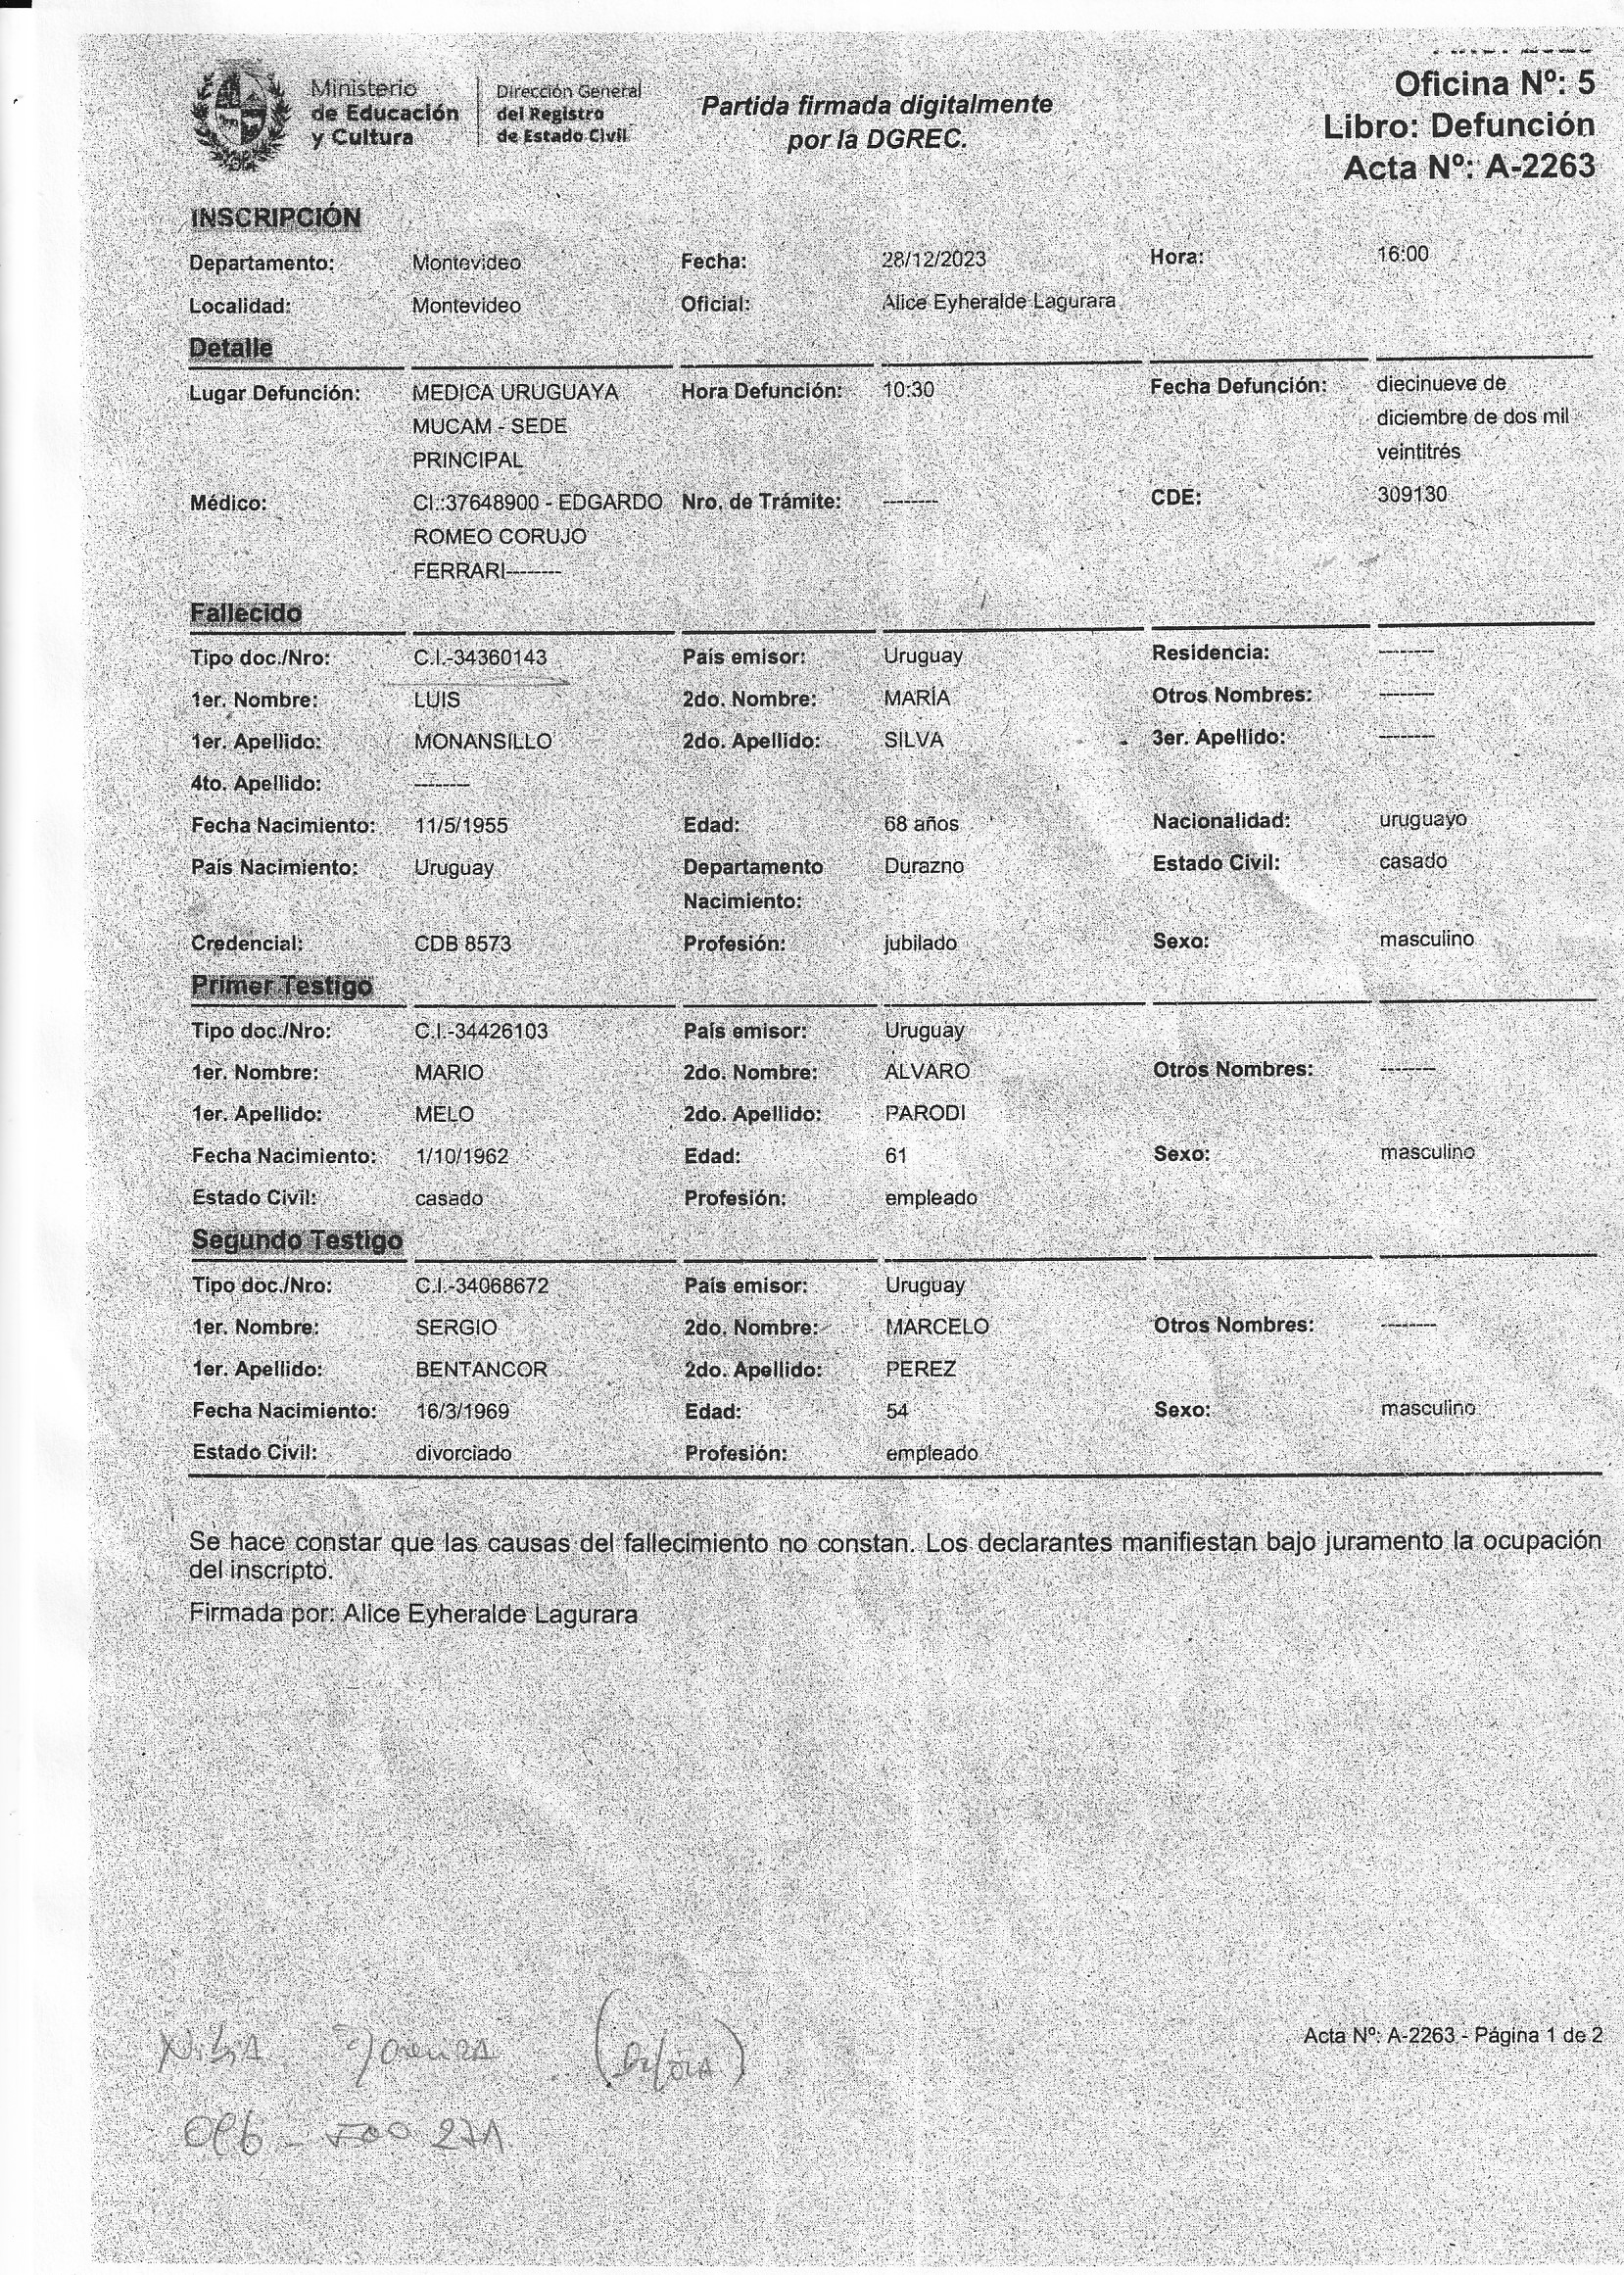 Ministerio
de Educación
y Cultura
Dirección General
del Registro
de Estado Civil
Partida firmada digitalmente
por la DGREC.
Oficina Nº: 5
Libro: Defunción
Acta Nº: A-2263
INSCRIPCIÓN
Departamento: Montevideo Fecha: 28/12/2023 Hora: 16:00
Localidad: Montevideo Oficial: Alice Eyheralde Lagurara
Detalle
Lugar Defunción: MEDICA URUGUAYA Hora Defunción: 10:30 Fecha Defunción: diecinueve de
MUCAM - SEDE diciembre de dos mil
PRINCIPAL veintitrés
Médico: CI.:37648900 - EDGARDO Nro. de Trámite: -------- CDE: 309130
ROMEO CORUJO
FERRARI--------
Fallecido
Tipo doc./Nro: C.I.-34360143 País emisor: Uruguay Residencia: --------
1er. Nombre: LUIS 2do. Nombre: MARÍA Otros Nombres: --------
1er. Apellido: MONANSILLO 2do. Apellido: SILVA 3er. Apellido: --------
4to. Apellido: --------
Fecha Nacimiento: 11/5/1955 Edad: 68 años Nacionalidad: uruguayo
País Nacimiento: Uruguay Departamento Durazno Estado Civil: casado
Nacimiento:
Credencial: CDB 8573 Profesión: jubilado Sexo: masculino
Primer Testigo
Tipo doc./Nro: C.I.-34426103 País emisor: Uruguay
1er. Nombre: MARIO 2do. Nombre: ÁLVARO Otros Nombres: --------
1er. Apellido: MELO 2do. Apellido: PARODI
Fecha Nacimiento: 1/10/1962 Edad: 61 Sexo: masculino
Estado Civil: casado Profesión: empleado
Segundo Testigo
Tipo doc./Nro: C.I.-34068672 País emisor: Uruguay
1er. Nombre: SERGIO 2do. Nombre: MARCELO Otros Nombres: --------
1er. Apellido: BENTANCOR 2do. Apellido: PEREZ
Fecha Nacimiento: 16/3/1969 Edad: 54 Sexo: masculino
Estado Civil: divorciado Profesión: empleado
Se hace constar que las causas del fallecimiento no constan. Los declarantes manifiestan bajo juramento la ocupación
del inscripto.
Firmada por: Alice Eyheralde Lagurara
Acta Nº: A-2263 - Página 1 de 2